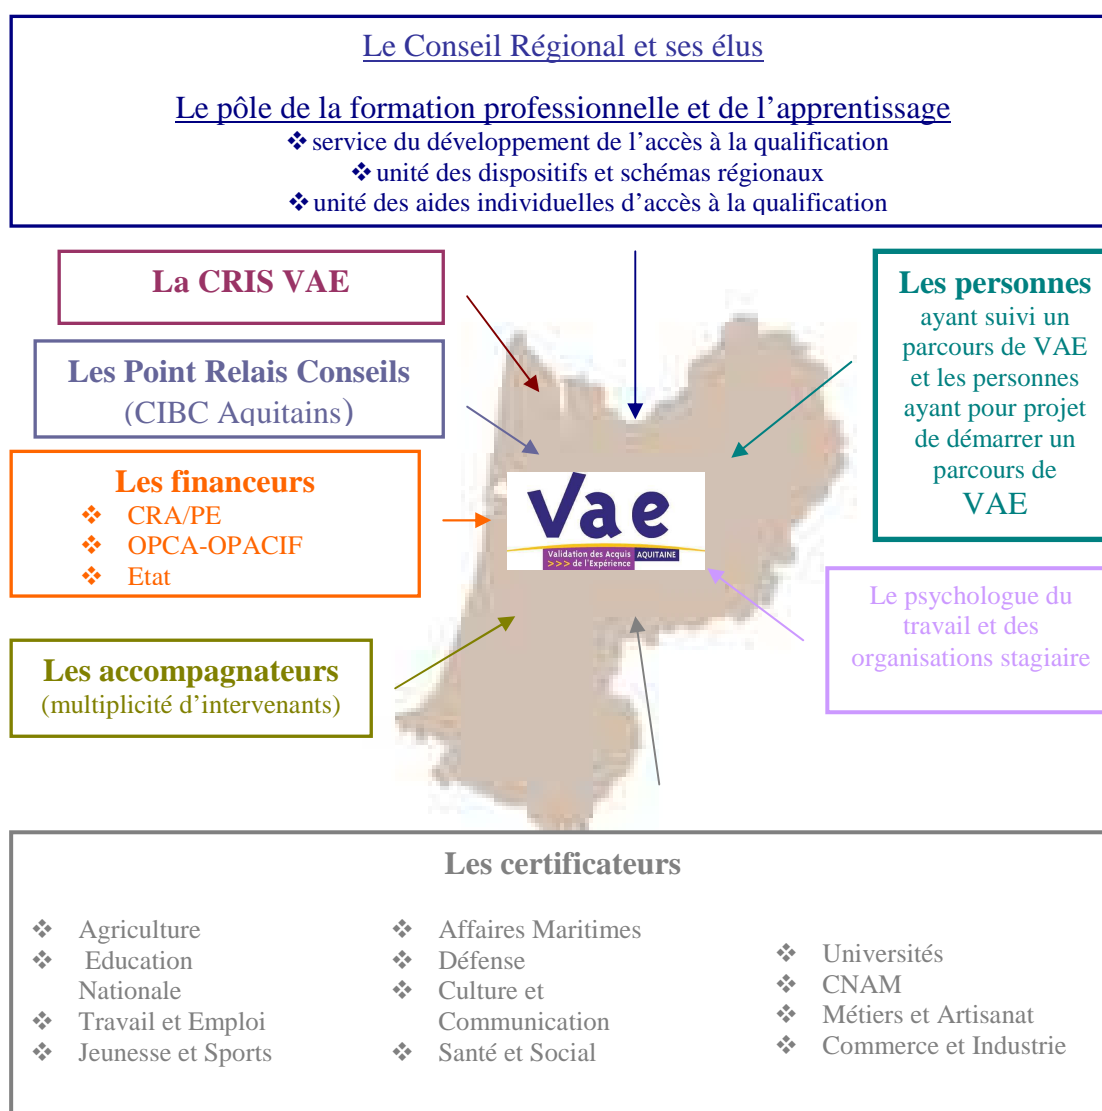 Le Conseil Régional et ses élus
Le pôle de la formation professionnelle et de l’apprentissage
❖ service du développement de l’accès à la qualification
❖ unité des dispositifs et schémas régionaux
❖ unité des aides individuelles d’accès à la qualification
La CRIS VAE
Les Point Relais Conseils
(CIBC Aquitains)
Les financeurs
❖ CRA/PE
❖ OPCA-OPACIF
❖ Etat
Les accompagnateurs
(multiplicité d’intervenants)
Les personnes
ayant suivi un
parcours de VAE
et les personnes
ayant pour projet
de démarrer un
parcours de
VAE
Vae
Validation des Acquis AQUITAINE
>>> de l'Expérience
Le psychologue du
travail et des
organisations stagiaire
Les certificateurs
❖ Agriculture
❖ Education
Nationale
❖ Travail et Emploi
❖ Jeunesse et Sports
❖ Affaires Maritimes
❖ Défense
❖ Culture et
Communication
❖ Santé et Social
❖ Universités
❖ CNAM
❖ Métiers et Artisanat
❖ Commerce et Industrie